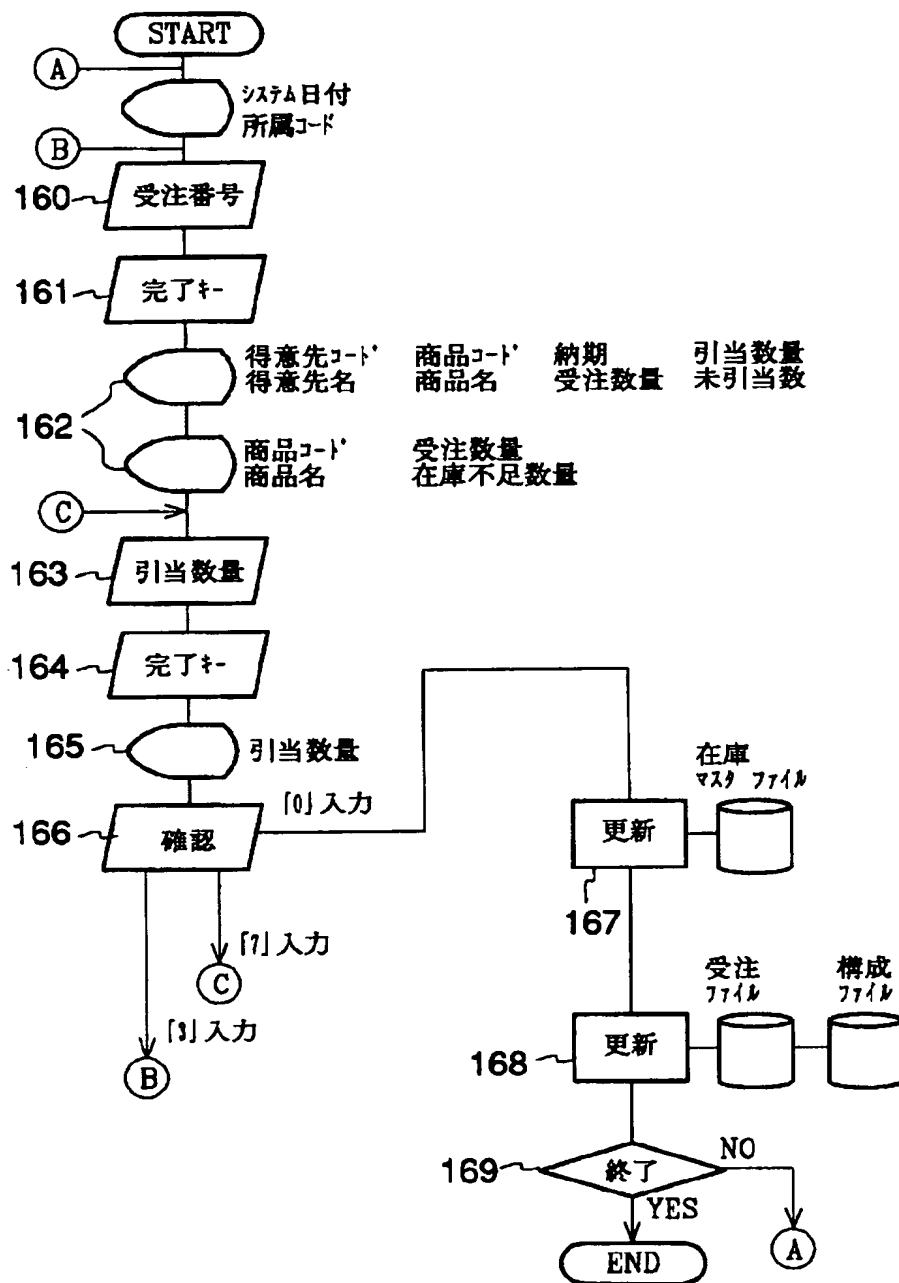 START
A
システム日付
所属コード
B
160
受注番号
161
完了キー
得意先コード 商品コード 納期 引当数量
得意先名 商品名 受注数量 未引当数
162
商品コード 受注数量
商品名 在庫不足数量
C
163
引当数量
164
完了キー
165
引当数量
「0」入力
166
確認
「7」入力
C
「3」入力
B
在庫
マスタ ファイル
更新
167
受注
ファイル
構成
ファイル
更新
168
169
終了
NO
YES
A
END